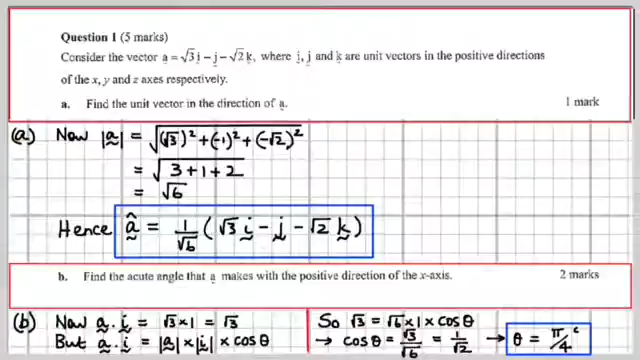 Question 1 (5 marks)
Consider the vector a̰ = √3 ḭ − j̰ − √2 k̰, where ḭ, j̰ and k̰ are unit vectors in the positive directions
of the x, y and z axes respectively.
a. Find the unit vector in the direction of a̰. 1 mark
(a) Now |a̰| = √((√3)² + (-1)² + (-√2)²)
= √(3+1+2)
= √6
Hence â̰ = 1/√6 (√3 ḭ − j̰ − √2 k̰)
b. Find the acute angle that a̰ makes with the positive direction of the x-axis. 2 marks
(b) Now a̰ . ḭ = √3 × 1 = √3
But a̰ . ḭ = |a̰| × |ḭ| × cos θ
So √3 = √6 × 1 × cos θ
→ cos θ = √3/√6 = 1/√2 → θ = π/4 ᶜ